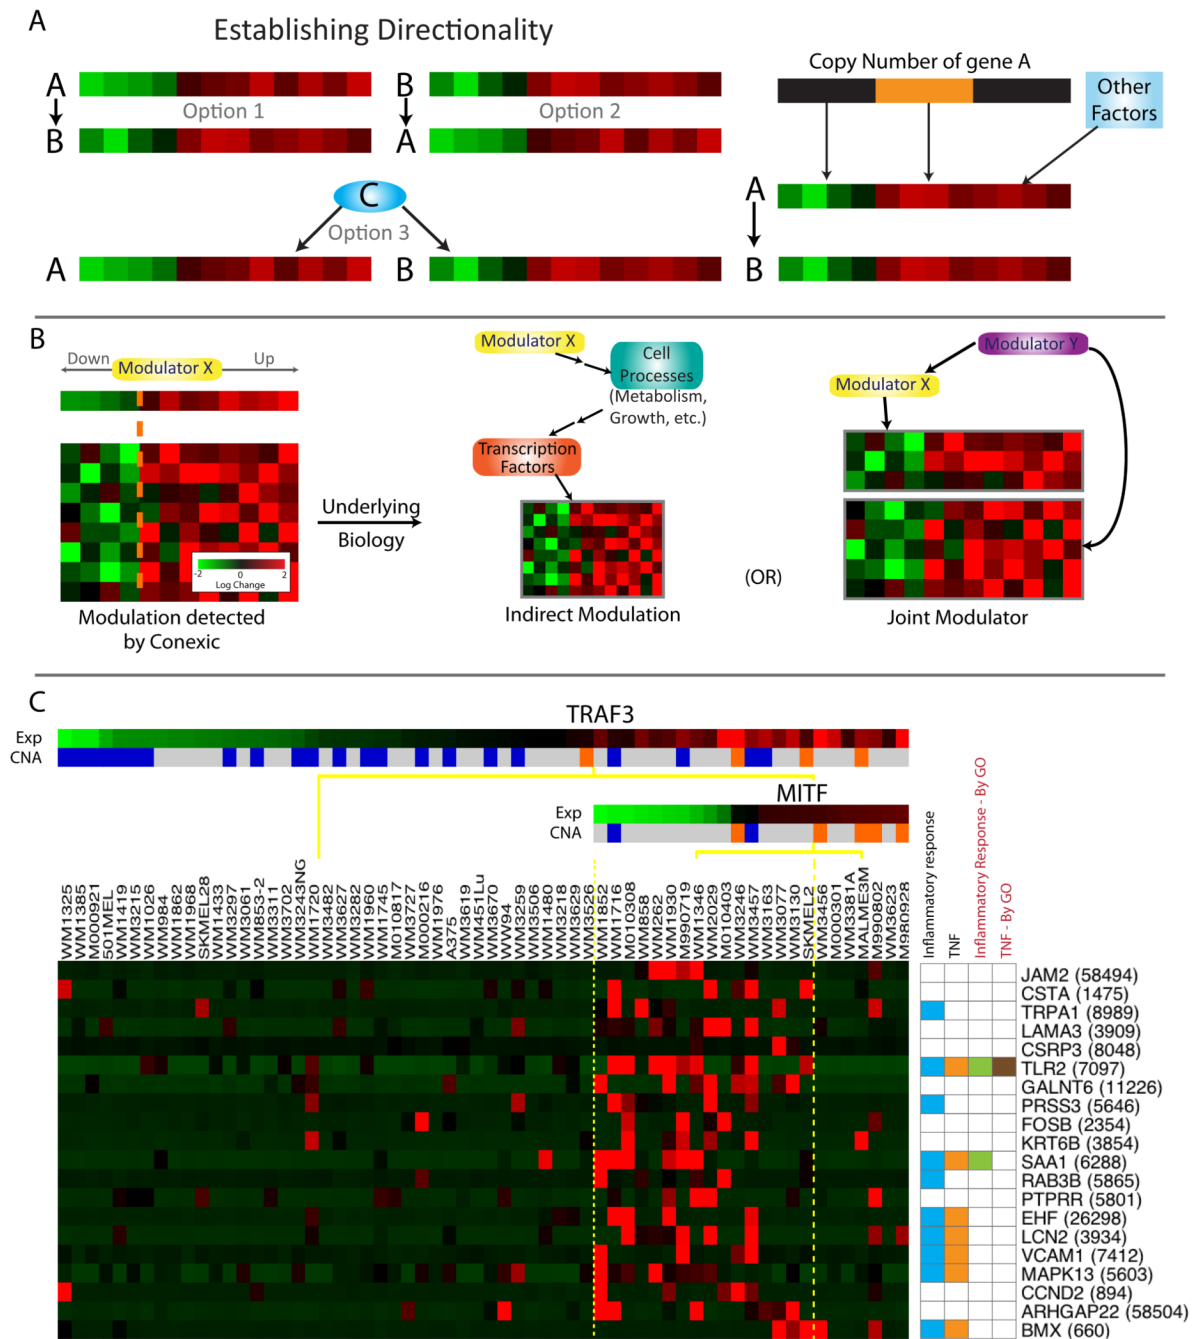 A
Establishing Directionality
A
Option 1
B
B
Option 2
A
C
Option 3
A
B
Copy Number of gene A
Other
Factors
A
B
B
Down
Modulator X
Up
-2
0
2
Log Change
Modulation detected
by Conexic
Underlying
Biology
Modulator X
Cell
Processes
(Metabolism,
Growth, etc.)
Transcription
Factors
Indirect Modulation
(OR)
Modulator Y
Modulator X
Joint Modulator
C
TRAF3
Exp
CNA
MITF
Exp
CNA
WM1325
WM1385
M000921
501MEL
WM1419
WM3215
WM1026
WM984
WM1862
WM1968
SKMEL28
WM1433
WM3297
WM3061
WM853-2
WM3311
WM3702
WM3243NG
WM1720
WM3482
WM3627
WM3282
WM1960
WM1745
M010817
WM3727
M000216
WM1976
A375
WM3619
WM451Lu
WM3670
WW94
WM3259
WM3506
WM1480
WM3218
WM3526
WM1852
WM1716
M010308
WM858
WM262
WM1930
M990719
WM1346
WM2029
M010403
WM3246
WM3457
WM3163
WM3077
WM3130
SKMEL2
M000301
WM3381A
MALME3M
M990802
WM3623
M980928
Inflammatory response
TNF
Inflammatory Response - By GO
TNF - By GO
JAM2 (58494)
CSTA (1475)
TRPA1 (8989)
LAMA3 (3909)
CSRP3 (8048)
TLR2 (7097)
GALNT6 (11226)
PRSS3 (5646)
FOSB (2354)
KRT6B (3854)
SAA1 (6288)
RAB3B (5865)
PTPRR (5801)
EHF (26298)
LCN2 (3934)
VCAM1 (7412)
MAPK13 (5603)
CCND2 (894)
ARHGAP22 (58504)
BMX (660)